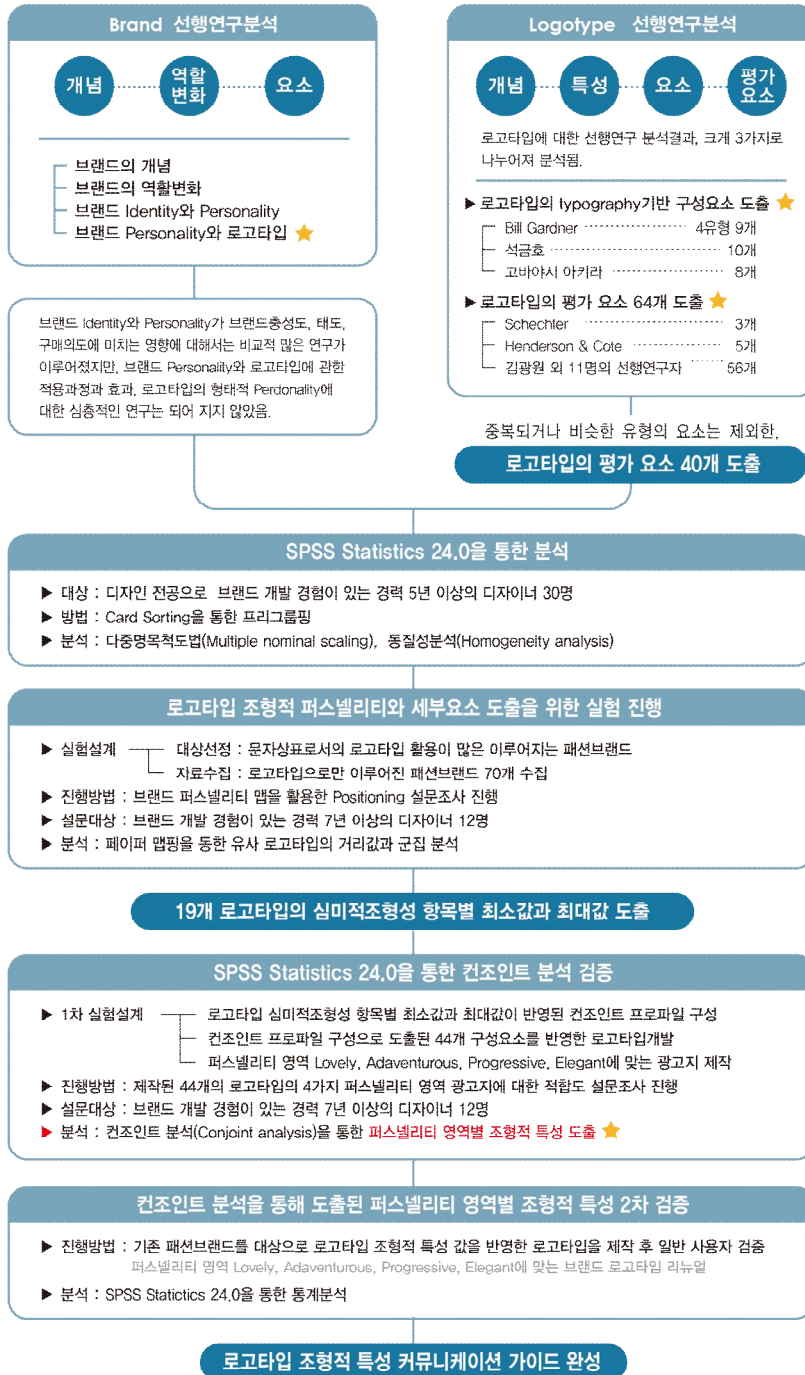 Brand 선행연구분석
개념
역할
변화
요소
브랜드의 개념
브랜드의 역할변화
브랜드 Identity와 Personality
브랜드 Personality와 로고타입
브랜드 Identity와 Personality가 브랜드충성도, 태도,
구매의도에 미치는 영향에 대해서는 비교적 많은 연구가
이루어졌지만, 브랜드 Personality와 로고타입에 관한
적용과정과 효과, 로고타입의 형태적 Perdonality에
대한 심층적인 연구는 되어 지지 않았음.
Logotype 선행연구분석
개념
특성
요소
평가
요소
로고타입에 대한 선행연구 분석결과, 크게 3가지로
나누어져 분석됨.
▶ 로고타입의 typography기반 구성요소 도출
Bill Gardner 4유형 9개
석금호 10개
고바야시 아키라 8개
▶ 로고타입의 평가 요소 64개 도출
Schechter 3개
Henderson & Cote 5개
김광원 외 11명의 선행연구자 56개
중복되거나 비슷한 유형의 요소는 제외한,
로고타입의 평가 요소 40개 도출
SPSS Statistics 24.0을 통한 분석
▶ 대상 : 디자인 전공으로 브랜드 개발 경험이 있는 경력 5년 이상의 디자이너 30명
▶ 방법 : Card Sorting을 통한 프리그룹핑
▶ 분석 : 다중명목척도법(Multiple nominal scaling), 동질성분석(Homogeneity analysis)
로고타입 조형적 퍼스넬리티와 세부요소 도출을 위한 실험 진행
▶ 실험설계 대상선정 : 문자상표로서의 로고타입 활용이 많은 이루어지는 패션브랜드
자료수집 : 로고타입으로만 이루어진 패션브랜드 70개 수집
▶ 진행방법 : 브랜드 퍼스넬리티 맵을 활용한 Positioning 설문조사 진행
▶ 설문대상 : 브랜드 개발 경험이 있는 경력 7년 이상의 디자이너 12명
▶ 분석 : 페이퍼 맵핑을 통한 유사 로고타입의 거리값과 군집 분석
19개 로고타입의 심미적조형성 항목별 최소값과 최대값 도출
SPSS Statistics 24.0을 통한 컨조인트 분석 검증
▶ 1차 실험설계 로고타입 심미적조형성 항목별 최소값과 최대값이 반영된 컨조인트 프로파일 구성
컨조인트 프로파일 구성으로 도출된 44개 구성요소를 반영한 로고타입개발
퍼스넬리티 영역 Lovely, Adaventurous, Progressive, Elegant에 맞는 광고지 제작
▶ 진행방법 : 제작된 44개의 로고타입의 4가지 퍼스넬리티 영역 광고지에 대한 적합도 설문조사 진행
▶ 설문대상 : 브랜드 개발 경험이 있는 경력 7년 이상의 디자이너 12명
▶ 분석 : 컨조인트 분석(Conjoint analysis)을 통한 퍼스넬리티 영역별 조형적 특성 도출
컨조인트 분석을 통해 도출된 퍼스넬리티 영역별 조형적 특성 2차 검증
▶ 진행방법 : 기존 패션브랜드를 대상으로 로고타입 조형적 특성 값을 반영한 로고타입을 제작 후 일반 사용자 검증
퍼스넬리티 영역 Lovely, Adaventurous, Progressive, Elegant에 맞는 브랜드 로고타입 리뉴얼
▶ 분석 : SPSS Statictics 24.0을 통한 통계분석
로고타입 조형적 특성 커뮤니케이션 가이드 완성